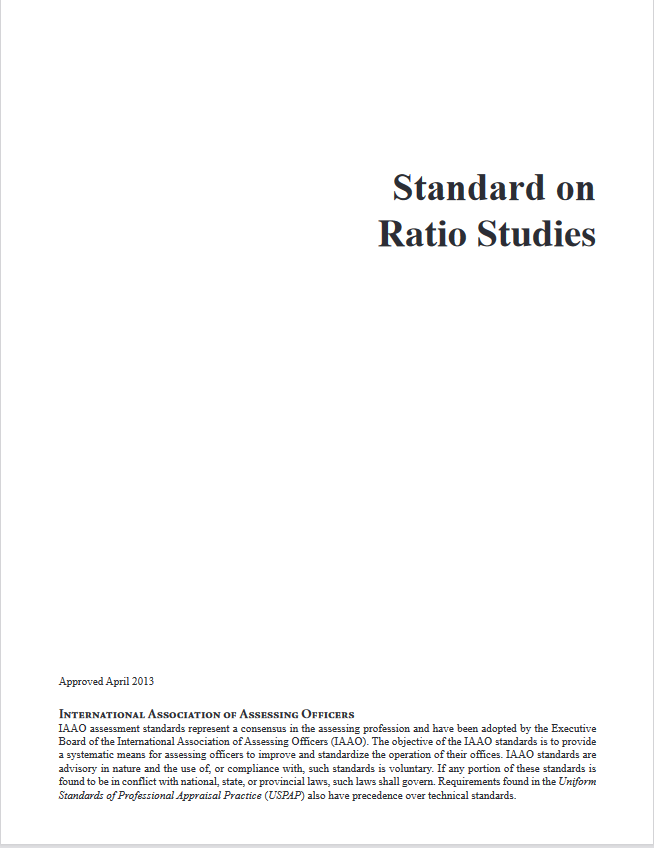 Standard on
Ratio Studies
Approved April 2013
International Association of Assessing Officers
IAAO assessment standards represent a consensus in the assessing profession and have been adopted by the Executive
Board of the International Association of Assessing Officers (IAAO). The objective of the IAAO standards is to provide
a systematic means for assessing officers to improve and standardize the operation of their offices. IAAO standards are
advisory in nature and the use of, or compliance with, such standards is voluntary. If any portion of these standards is
found to be in conflict with national, state, or provincial laws, such laws shall govern. Requirements found in the Uniform
Standards of Professional Appraisal Practice (USPAP) also have precedence over technical standards.